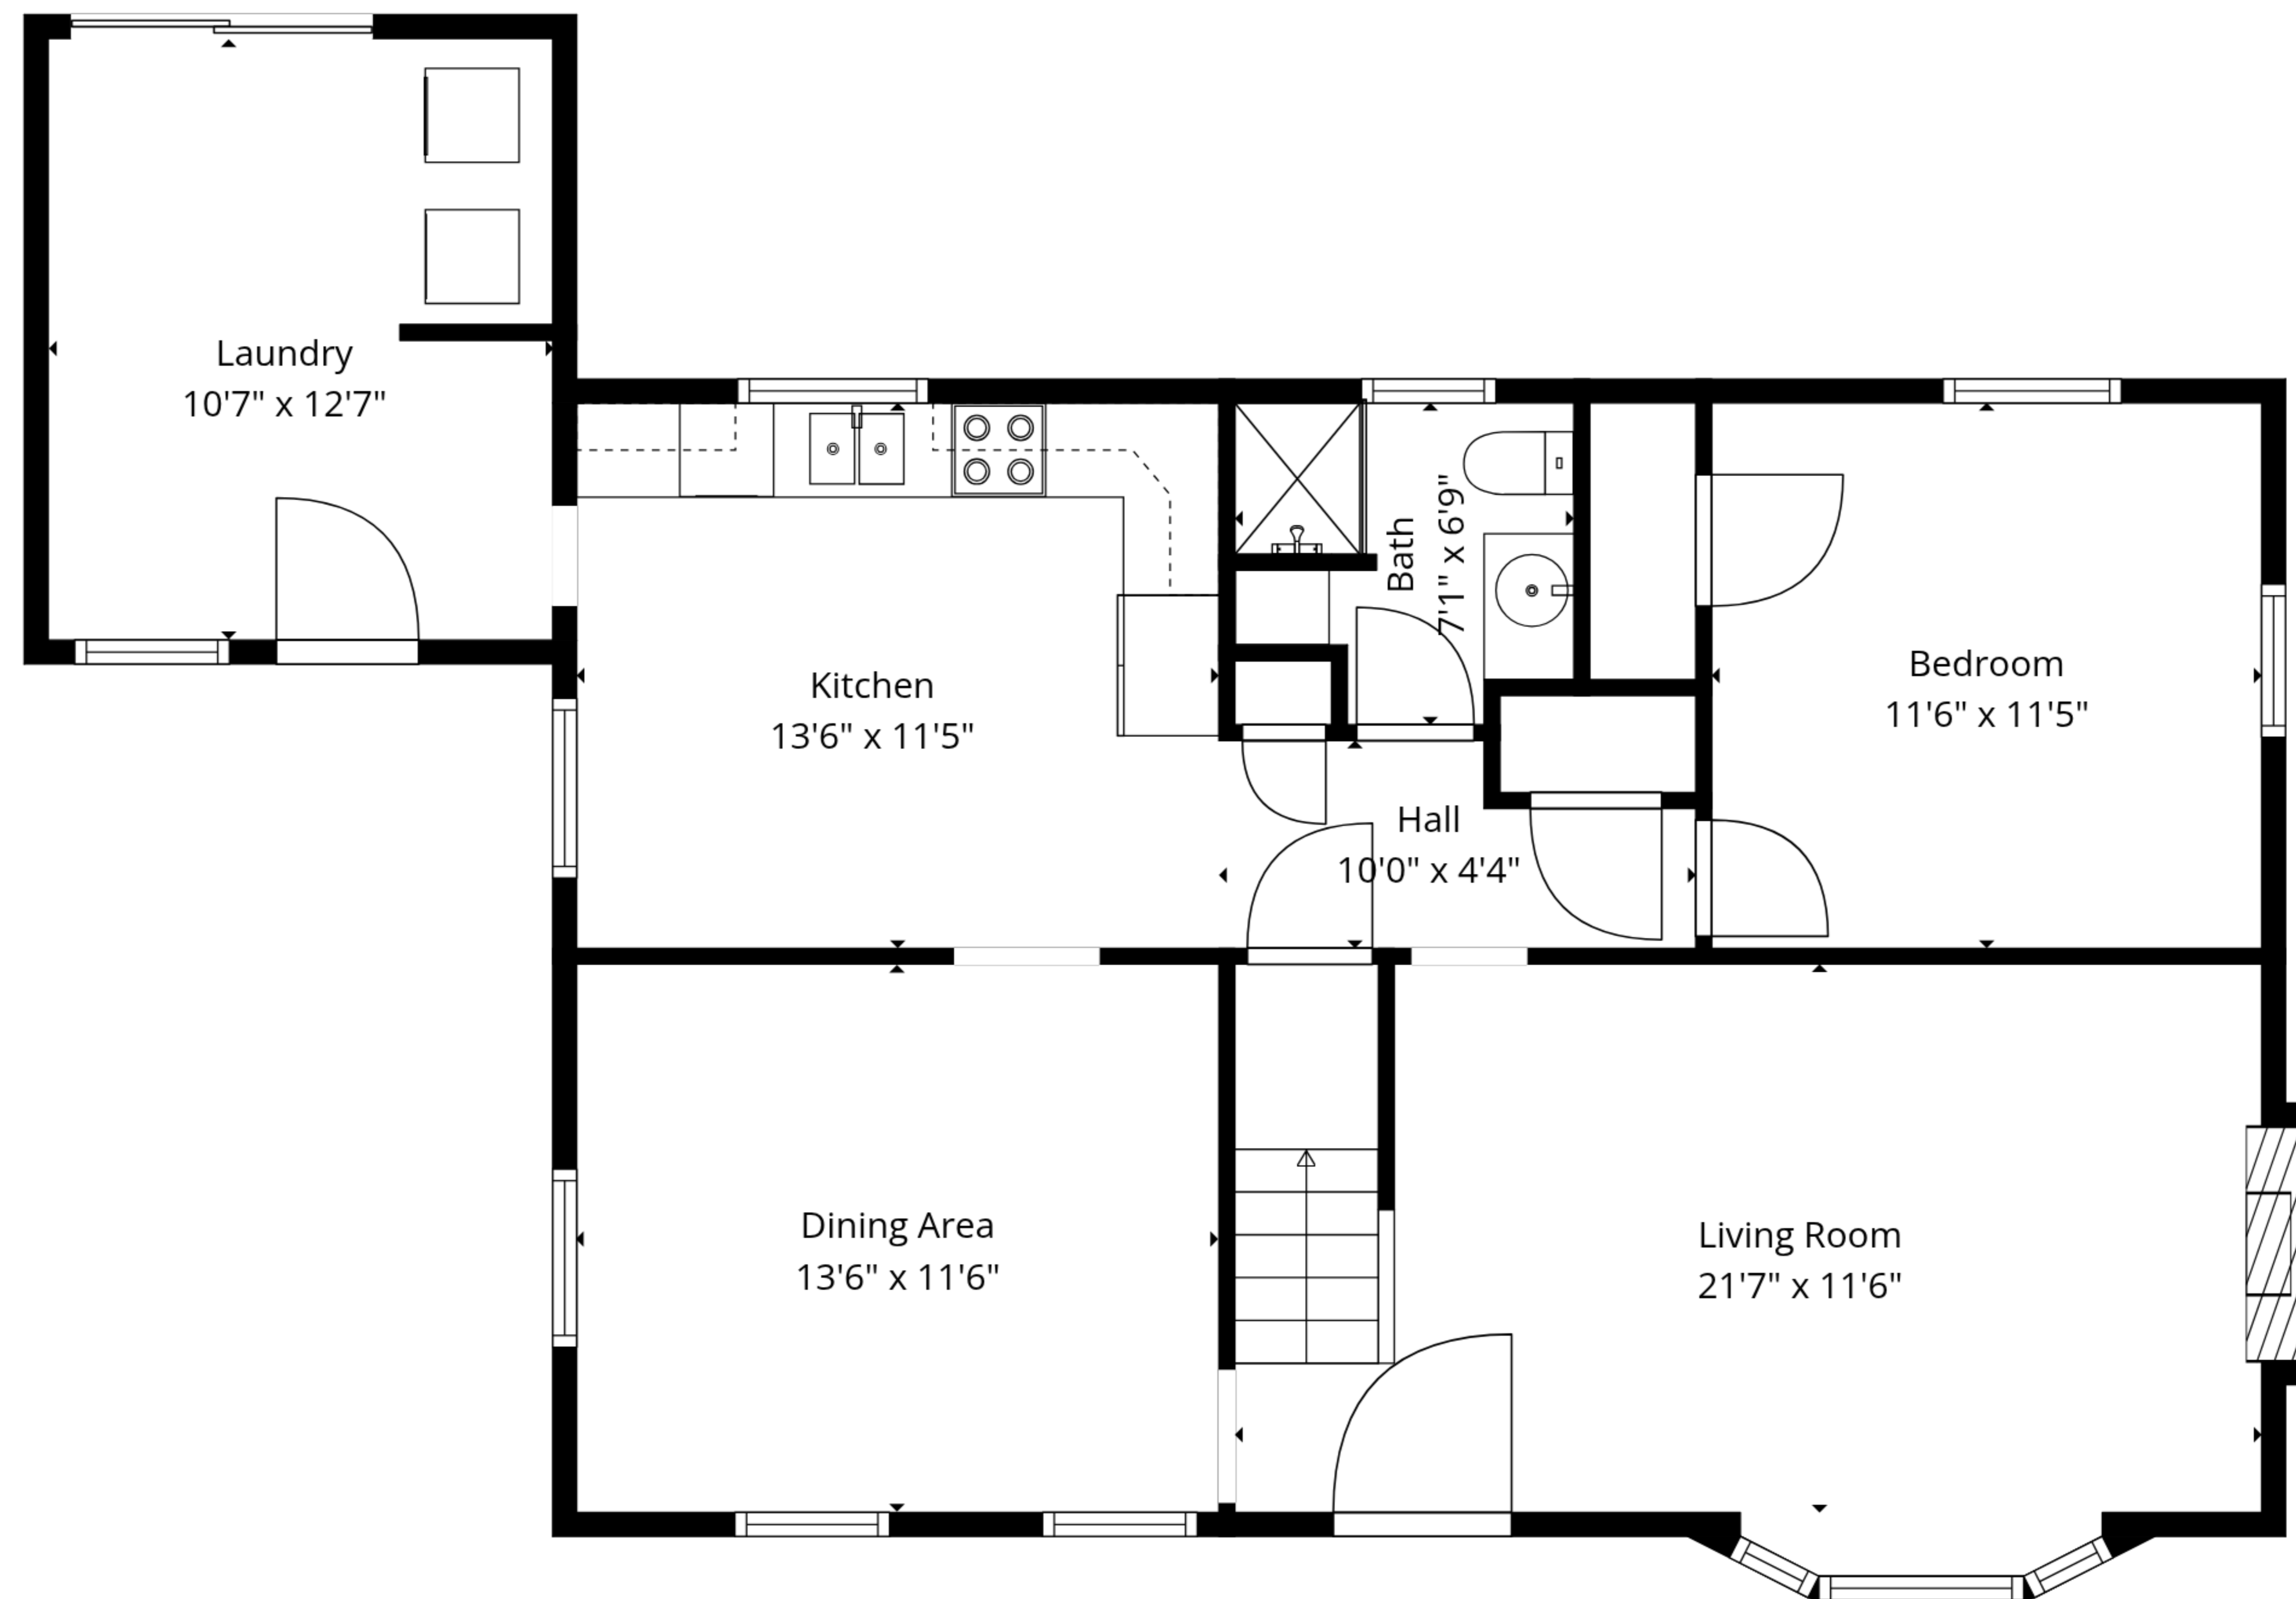 Laundry
10'7" x 12'7"
Kitchen
13'6" x 11'5"
Bath
7'1" x 6'9"
Bedroom
11'6" x 11'5"
Hall
10'0" x 4'4"
Dining Area
13'6" x 11'6"
Living Room
21'7" x 11'6"